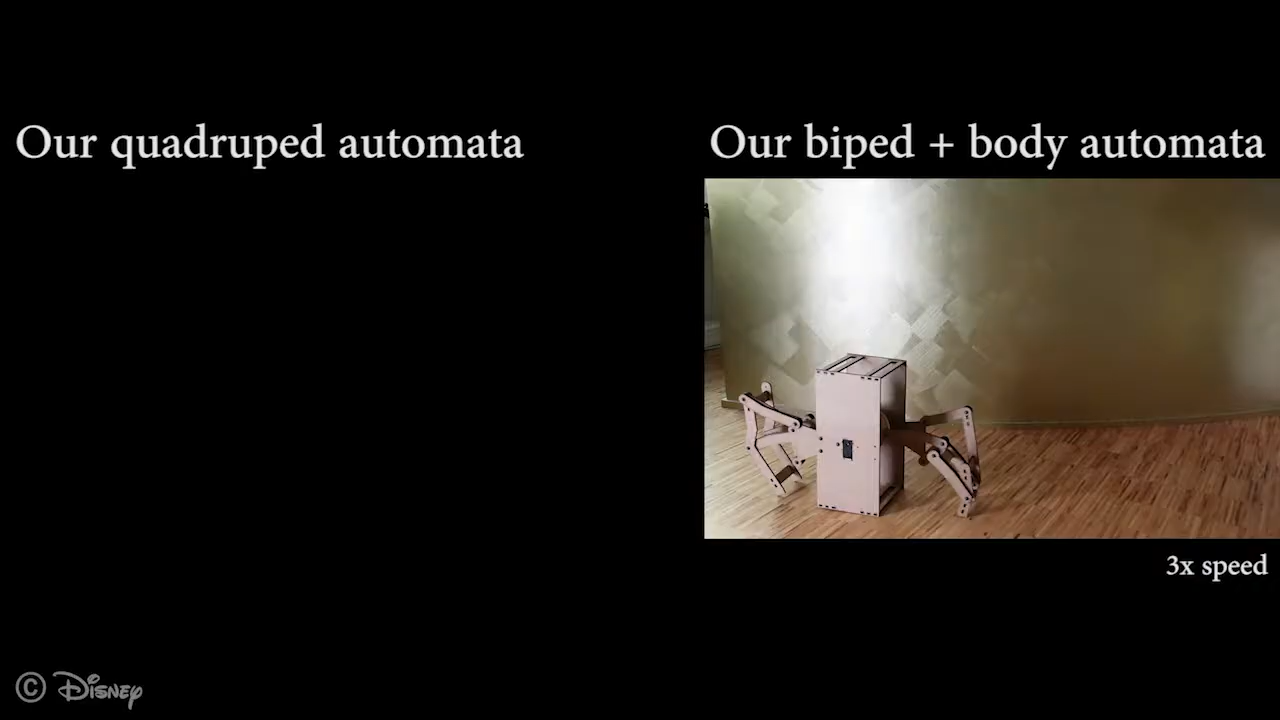 Our quadruped automata
Our biped + body automata
3x speed
© Disney